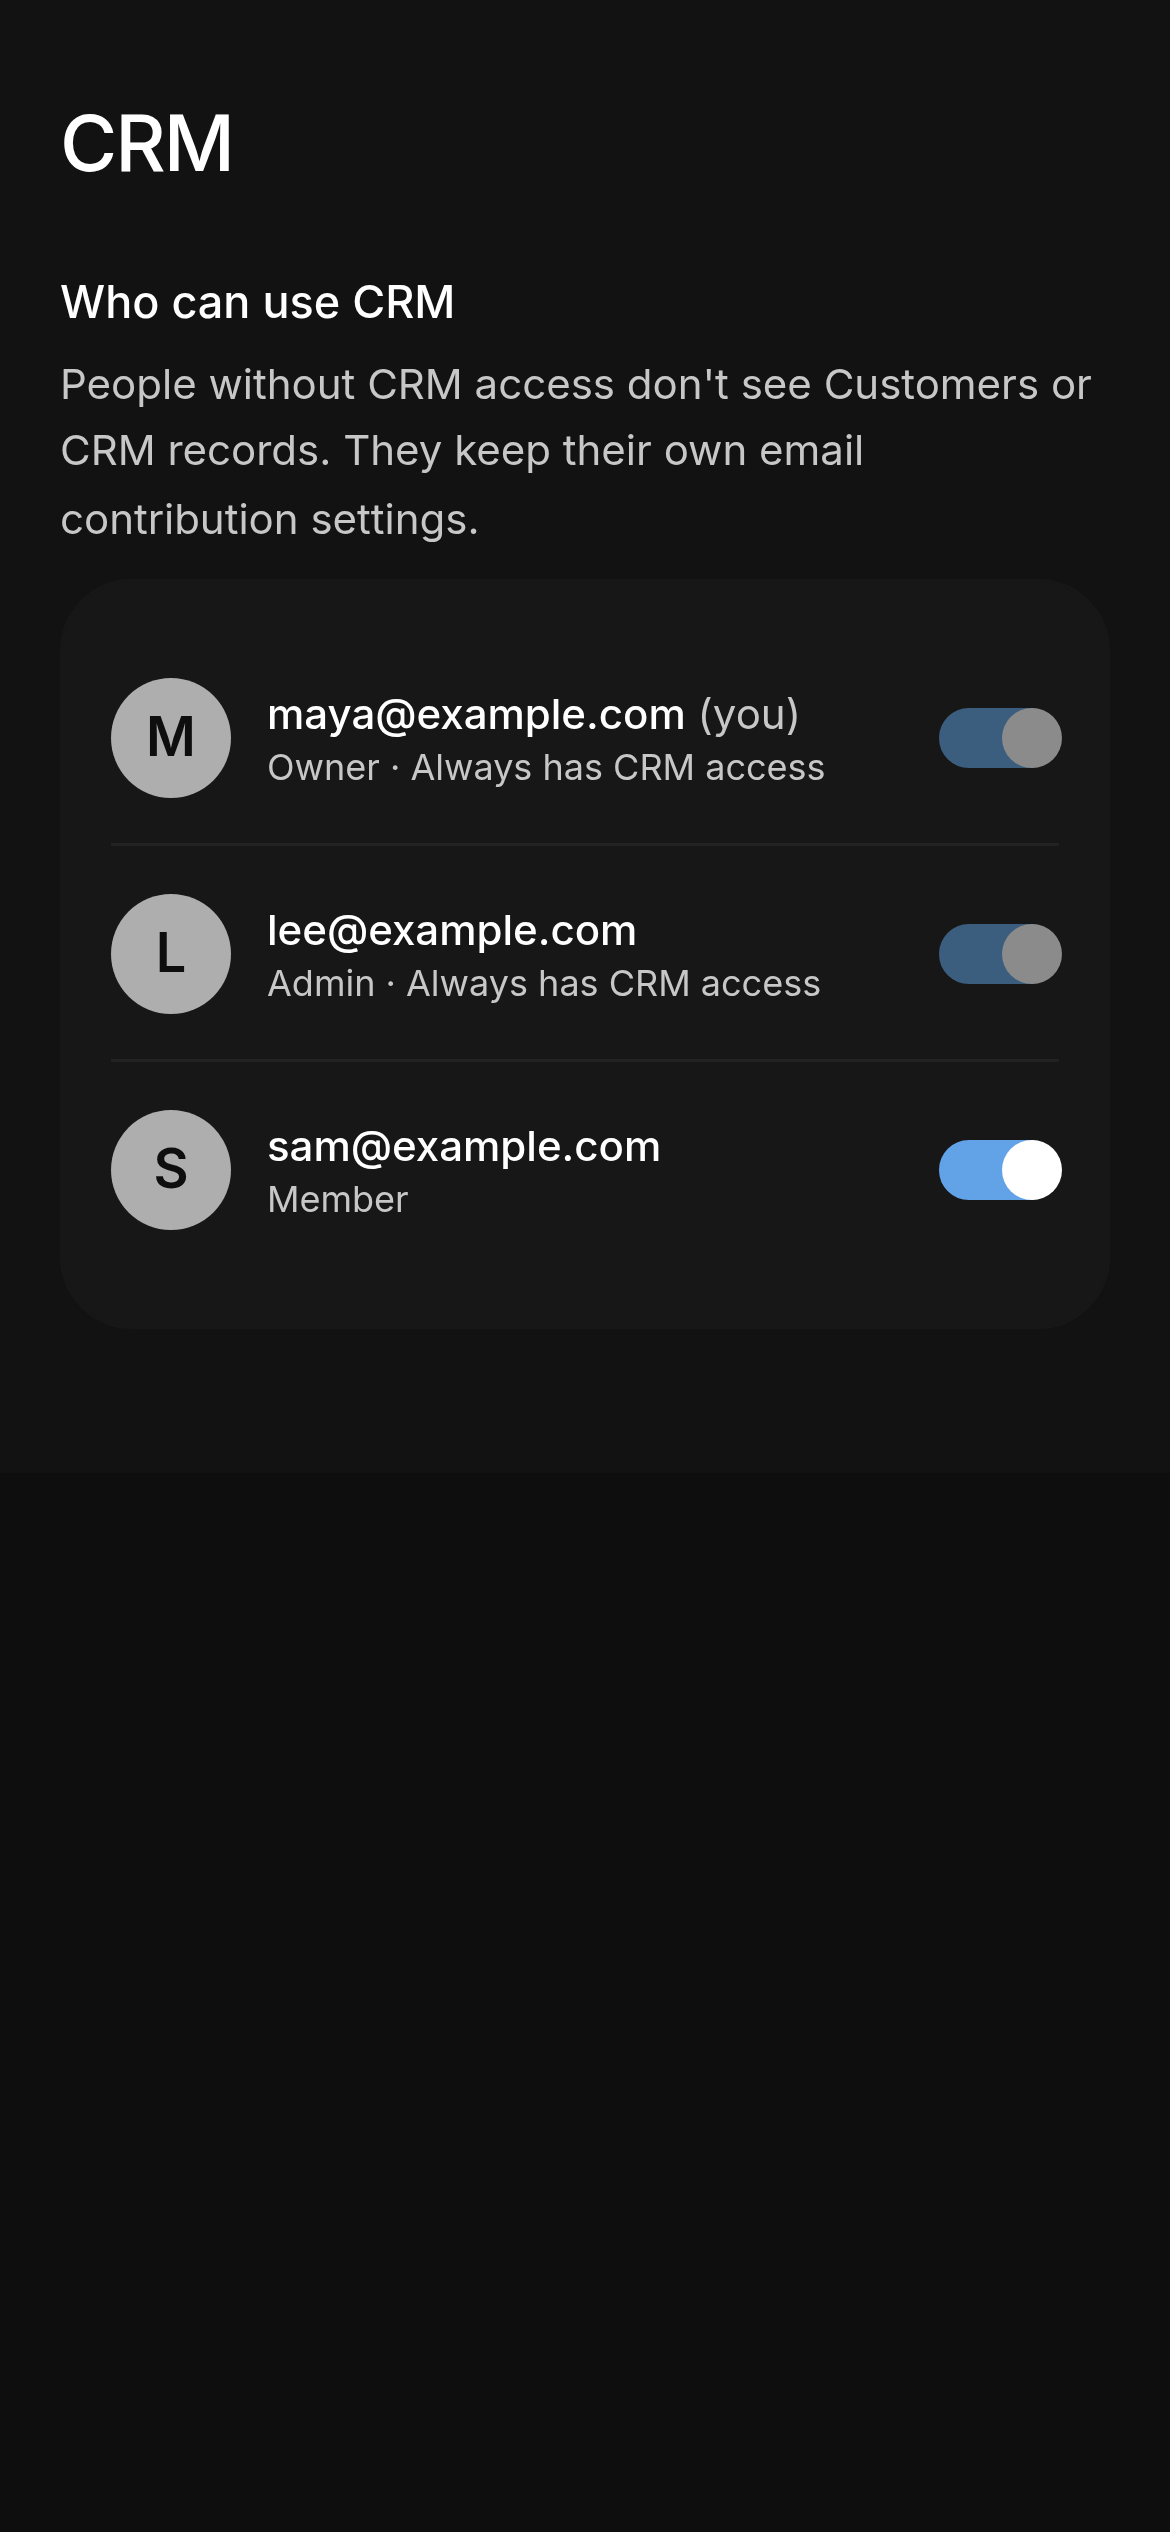 CRM
Who can use CRM
People without CRM access don't see Customers or
CRM records. They keep their own email
contribution settings.
M
maya@example.com (you)
Owner · Always has CRM access
L
lee@example.com
Admin · Always has CRM access
S
sam@example.com
Member